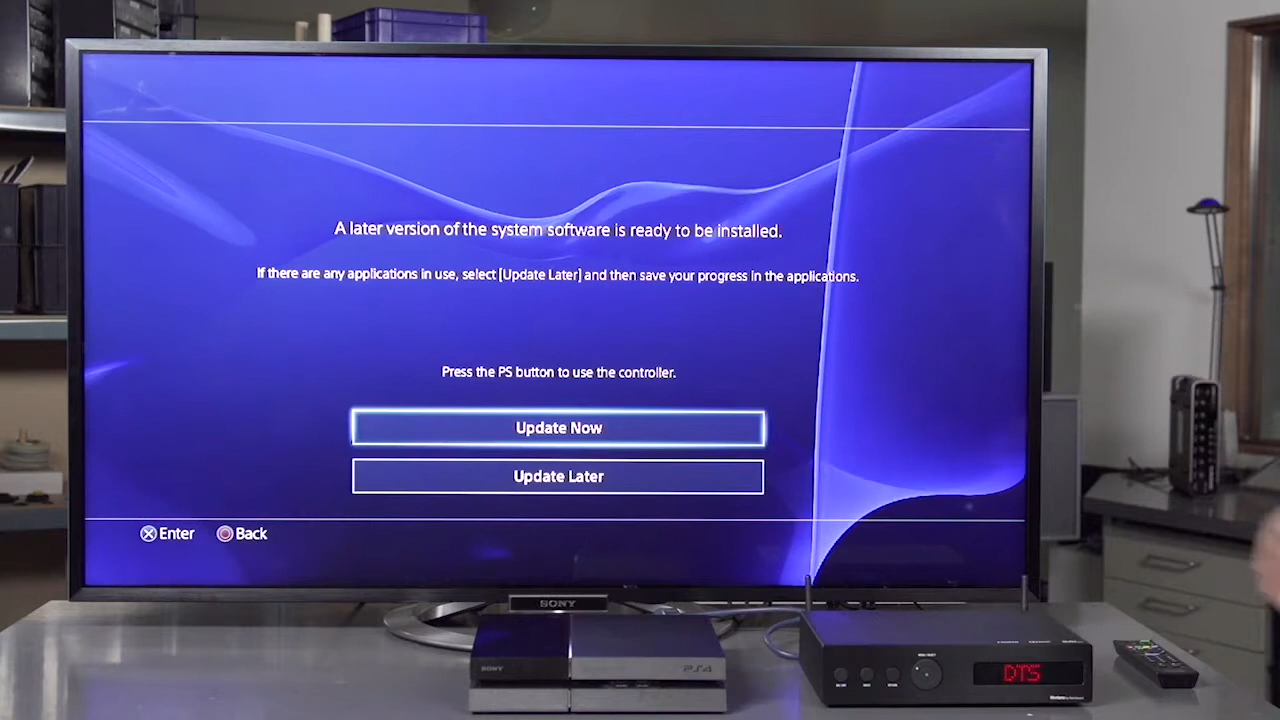 A later version of the system software is ready to be installed.
If there are any applications in use, select [Update Later] and then save your progress in the applications.
Press the PS button to use the controller.
Update Now
Update Later
Enter Back
SONY
SONY PS4
DTS